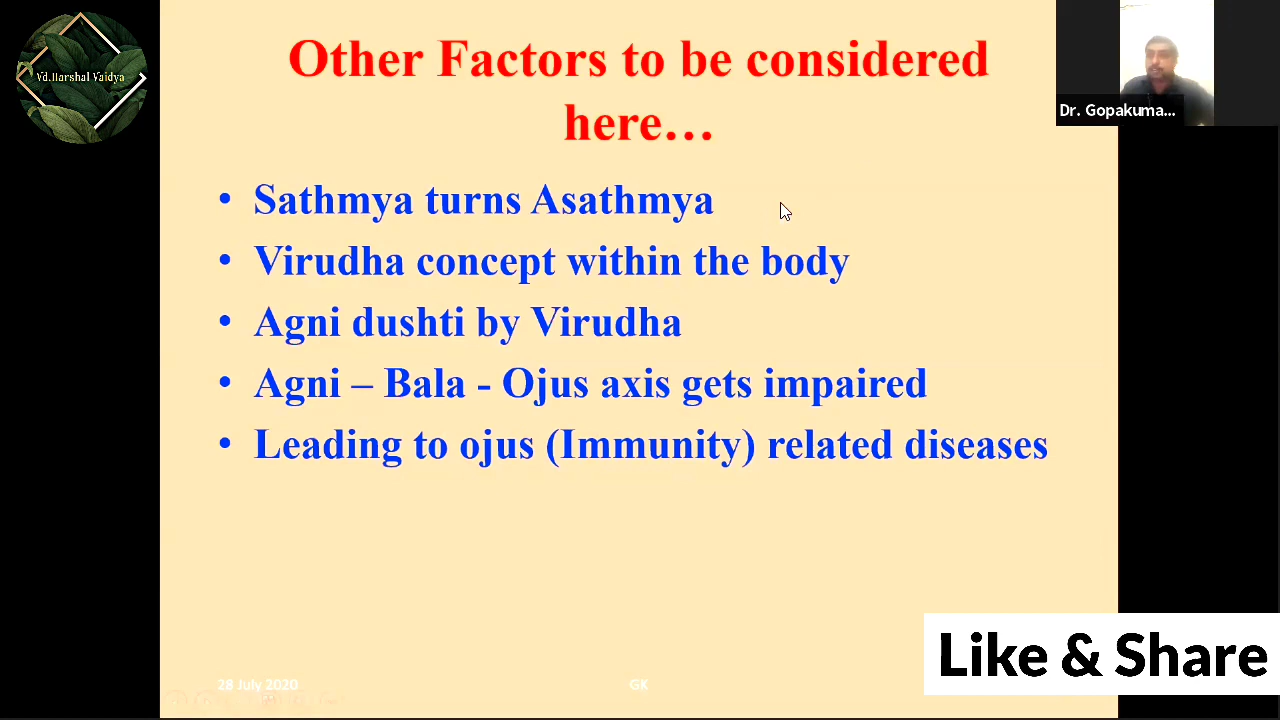 Vd.Harshal Vaidya
Other Factors to be considered
here…
Dr. Gopakuma...
• Sathmya turns Asathmya
• Virudha concept within the body
• Agni dushti by Virudha
• Agni – Bala - Ojus axis gets impaired
• Leading to ojus (Immunity) related diseases
Like & Share
28 July 2020
GK